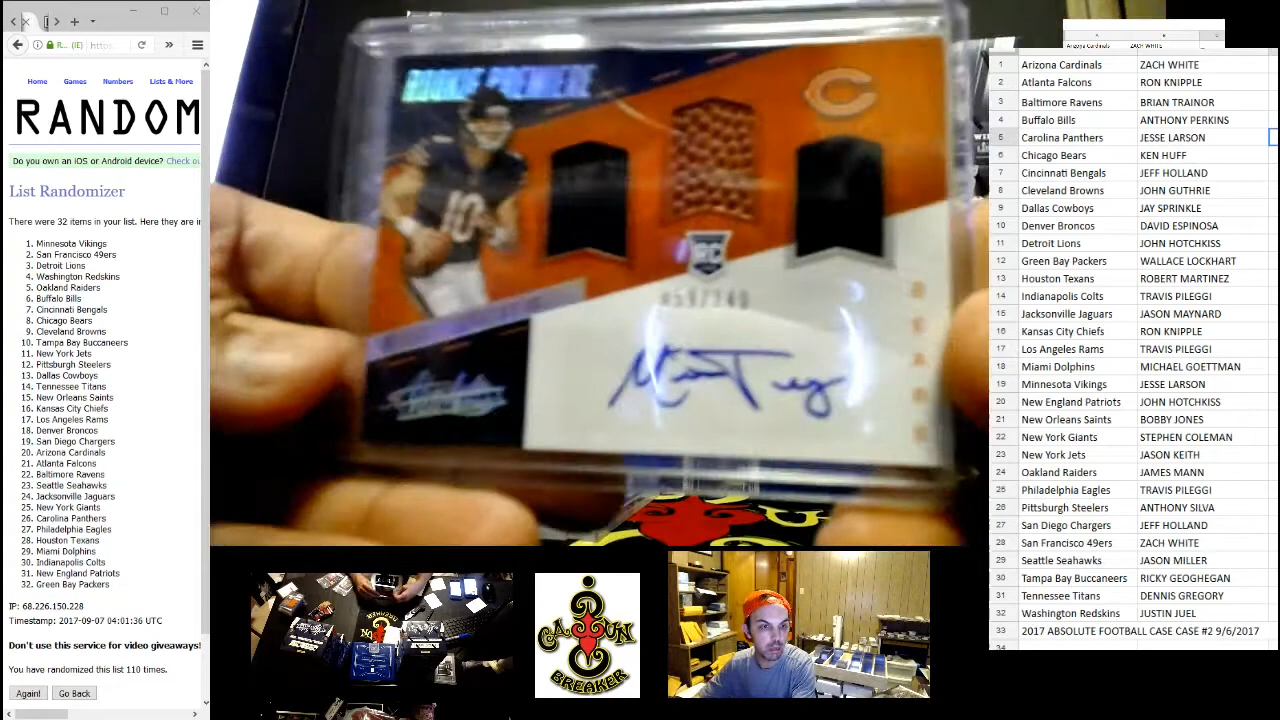 R... (IE)
https:
Home Games Numbers Lists & More
RANDOM
Do you own an iOS or Android device? Check ou
List Randomizer
There were 32 items in your list. Here they are i
1. Minnesota Vikings
2. San Francisco 49ers
3. Detroit Lions
4. Washington Redskins
5. Oakland Raiders
6. Buffalo Bills
7. Cincinnati Bengals
8. Chicago Bears
9. Cleveland Browns
10. Tampa Bay Buccaneers
11. New York Jets
12. Pittsburgh Steelers
13. Dallas Cowboys
14. Tennessee Titans
15. New Orleans Saints
16. Kansas City Chiefs
17. Los Angeles Rams
18. Denver Broncos
19. San Diego Chargers
20. Arizona Cardinals
21. Atlanta Falcons
22. Baltimore Ravens
23. Seattle Seahawks
24. Jacksonville Jaguars
25. New York Giants
26. Carolina Panthers
27. Philadelphia Eagles
28. Houston Texans
29. Miami Dolphins
30. Indianapolis Colts
31. New England Patriots
32. Green Bay Packers
IP: 68.226.150.228
Timestamp: 2017-09-07 04:01:36 UTC
Don't use this service for video giveaways!
You have randomized this list 110 times.
Again! Go Back
C
10
RC
059/240
BEARS
CAJUN
BREAKER
Arizona Cardinals ZACH WHITE
1 Arizona Cardinals ZACH WHITE
2 Atlanta Falcons RON KNIPPLE
3 Baltimore Ravens BRIAN TRAINOR
4 Buffalo Bills ANTHONY PERKINS
5 Carolina Panthers JESSE LARSON
6 Chicago Bears KEN HUFF
7 Cincinnati Bengals JEFF HOLLAND
8 Cleveland Browns JOHN GUTHRIE
9 Dallas Cowboys JAY SPRINKLE
10 Denver Broncos DAVID ESPINOSA
11 Detroit Lions JOHN HOTCHKISS
12 Green Bay Packers WALLACE LOCKHART
13 Houston Texans ROBERT MARTINEZ
14 Indianapolis Colts TRAVIS PILEGGI
15 Jacksonville Jaguars JASON MAYNARD
16 Kansas City Chiefs RON KNIPPLE
17 Los Angeles Rams TRAVIS PILEGGI
18 Miami Dolphins MICHAEL GOETTMAN
19 Minnesota Vikings JESSE LARSON
20 New England Patriots JOHN HOTCHKISS
21 New Orleans Saints BOBBY JONES
22 New York Giants STEPHEN COLEMAN
23 New York Jets JASON KEITH
24 Oakland Raiders JAMES MANN
25 Philadelphia Eagles TRAVIS PILEGGI
26 Pittsburgh Steelers ANTHONY SILVA
27 San Diego Chargers JEFF HOLLAND
28 San Francisco 49ers ZACH WHITE
29 Seattle Seahawks JASON MILLER
30 Tampa Bay Buccaneers RICKY GEOGHEGAN
31 Tennessee Titans DENNIS GREGORY
32 Washington Redskins JUSTIN JUEL
33 2017 ABSOLUTE FOOTBALL CASE CASE #2 9/6/2017
34